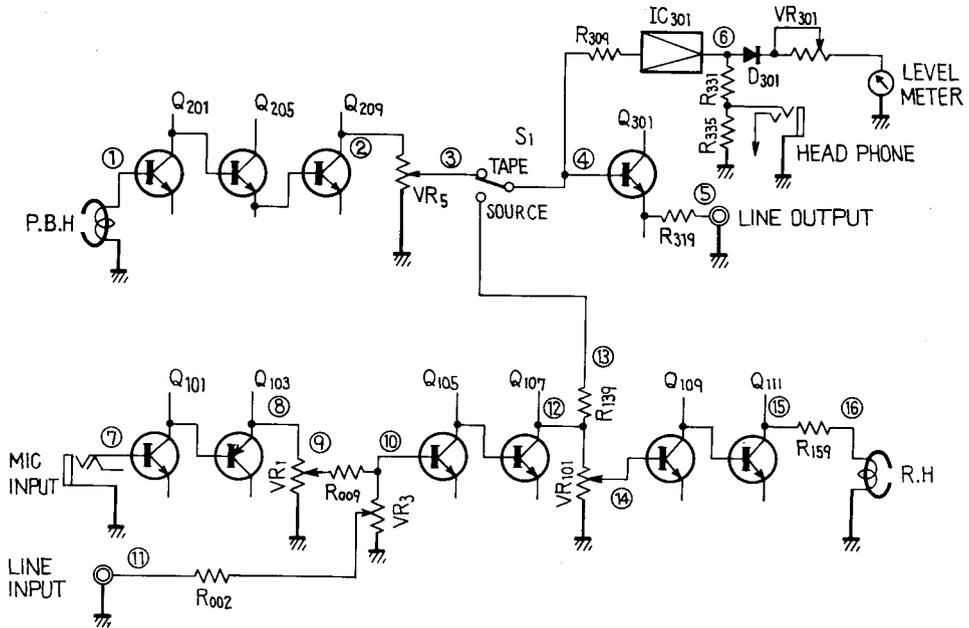 IC301
⑥
VR301
R309
D301
LEVEL
METER
R331
R335
HEAD PHONE
Q201
Q205
Q209
①
②
P.B.H
VR5
③
S1
TAPE
SOURCE
④
Q301
⑤
R319
LINE OUTPUT
⑬
R139
Q101
Q103
⑧
⑦
MIC
INPUT
⑨
VR1
R009
⑩
VR3
Q105
Q107
⑫
VR101
⑭
Q109
Q111
⑮
⑯
R159
R.H
LINE
INPUT
⑪
R002